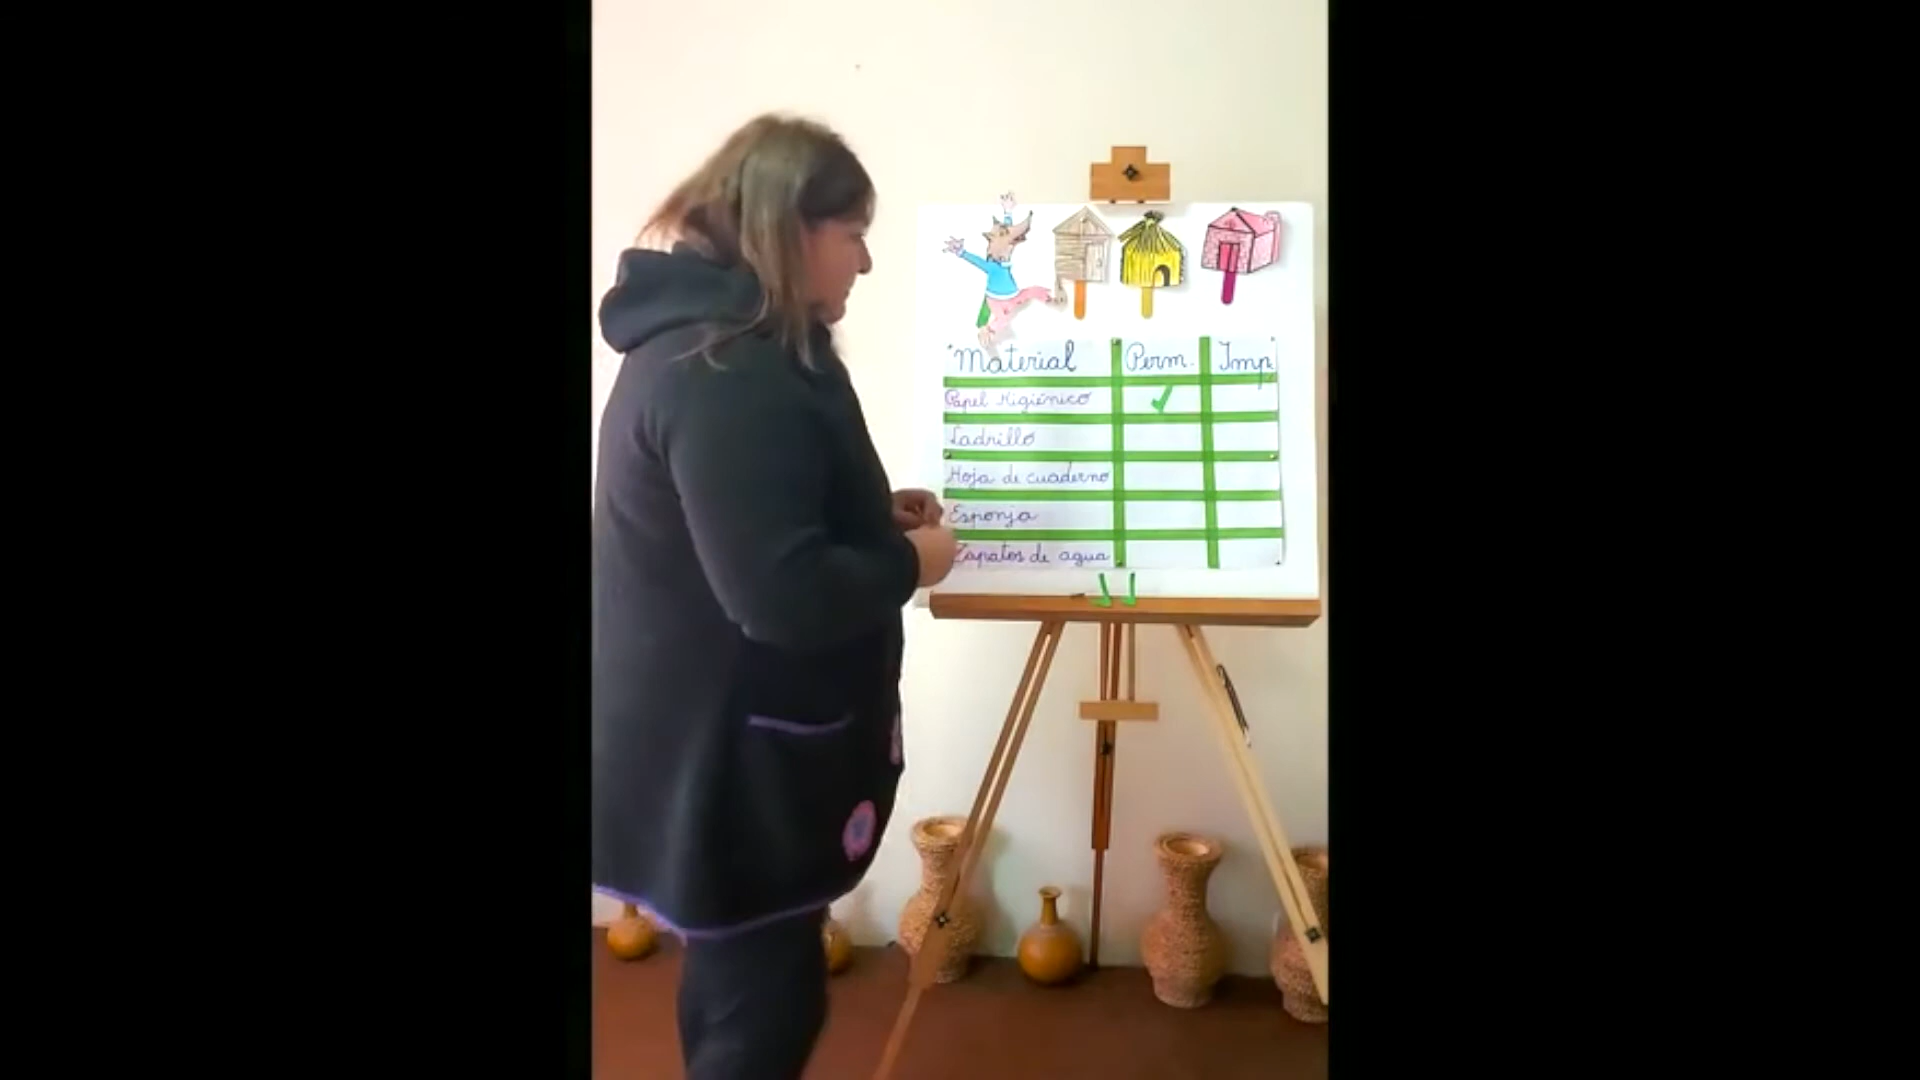 "Material" Perm. Imp.
Papel Higiénico
Ladrillo
Hoja de cuaderno
Esponja
Zapatos de agua